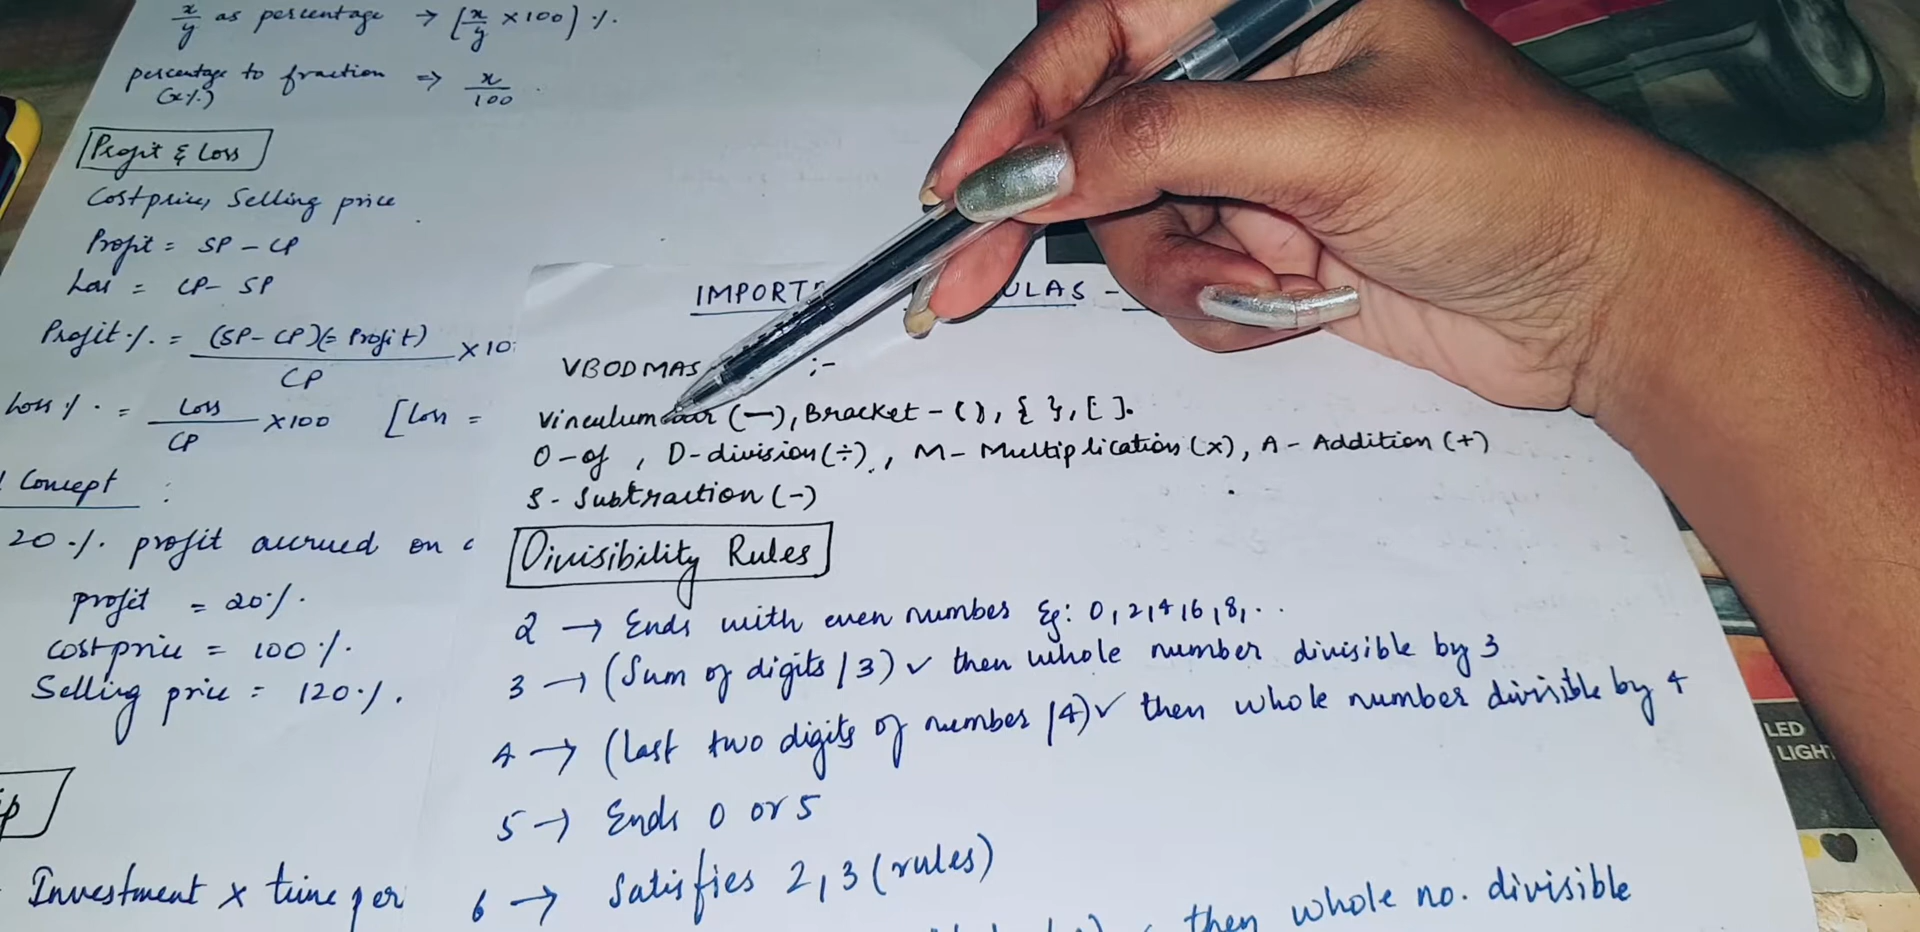 x/y as percentage → [x/y × 100] %.
percentage to fraction ⇒ x/100
(x%)
Profit & Loss
Cost price, Selling price
Profit = SP - CP
Loss = CP - SP
Profit % = (SP - CP)(= Profit)/CP × 10
Loss % = Loss/CP × 100 [Loss =
Concept :
20% profit accrued on
profit = 20%.
cost price = 100%.
Selling price = 120%.
Investment × time per
IMPORT ULAS -
VBODMAS :-
Vinculum (—), Bracket - ( ), { }, [ ].
O - of , D - division (÷), M - Multiplication (x), A - Addition (+)
S - Subtraction (-)
Divisibility Rules
2 → Ends with even number Eg: 0, 2, 4, 6, 8, ..
3 → (Sum of digits / 3) ✓ then whole number divisible by 3
4 → (last two digits of number / 4) ✓ then whole number divisible by 4
5 → Ends 0 or 5
6 → Satisfies 2, 3 (rules)
then whole no. divisible
LED
LIGH